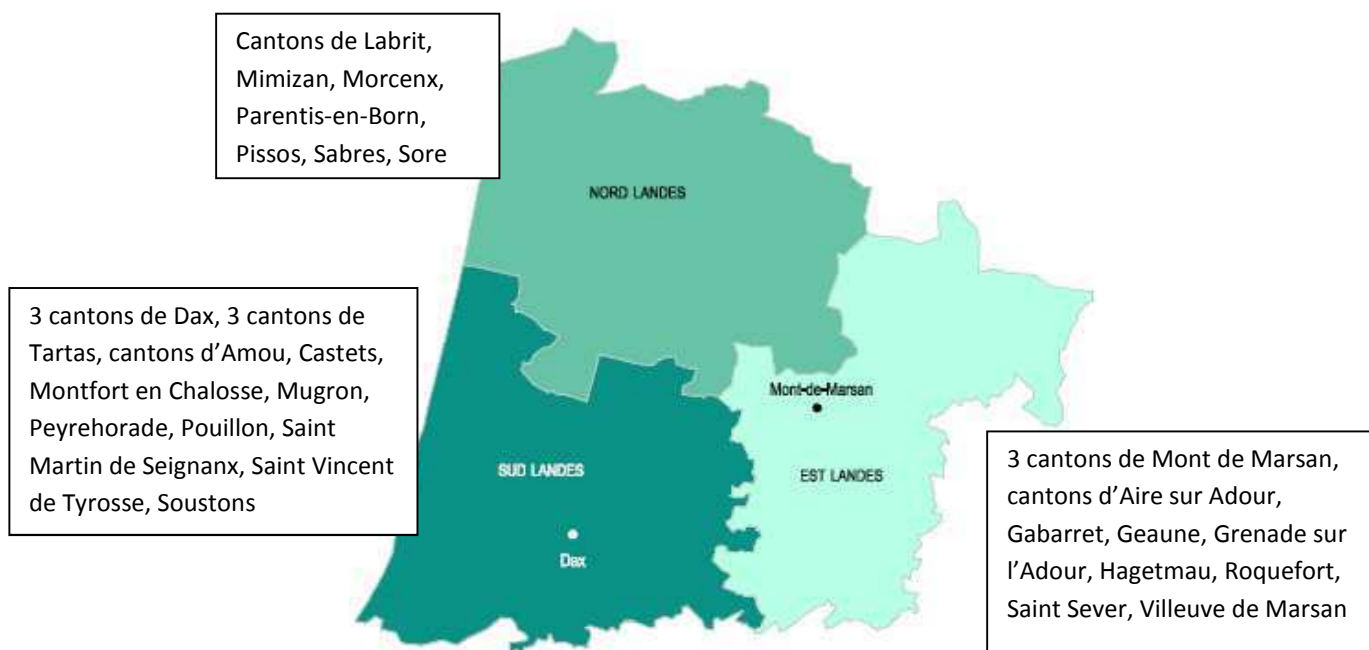 Cantons de Labrit,
Mimizan, Morcenx,
Parentis-en-Born,
Pissos, Sabres, Sore
NORD LANDES
3 cantons de Dax, 3 cantons de
Tartas, cantons d’Amou, Castets,
Montfort en Chalosse, Mugron,
Peyrehorade, Pouillon, Saint
Martin de Seignanx, Saint Vincent
de Tyrosse, Soustons
Mont-de-Marsan
SUD LANDES
EST LANDES
Dax
3 cantons de Mont de Marsan,
cantons d’Aire sur Adour,
Gabarret, Geaune, Grenade sur
l’Adour, Hagetmau, Roquefort,
Saint Sever, Villeuve de Marsan